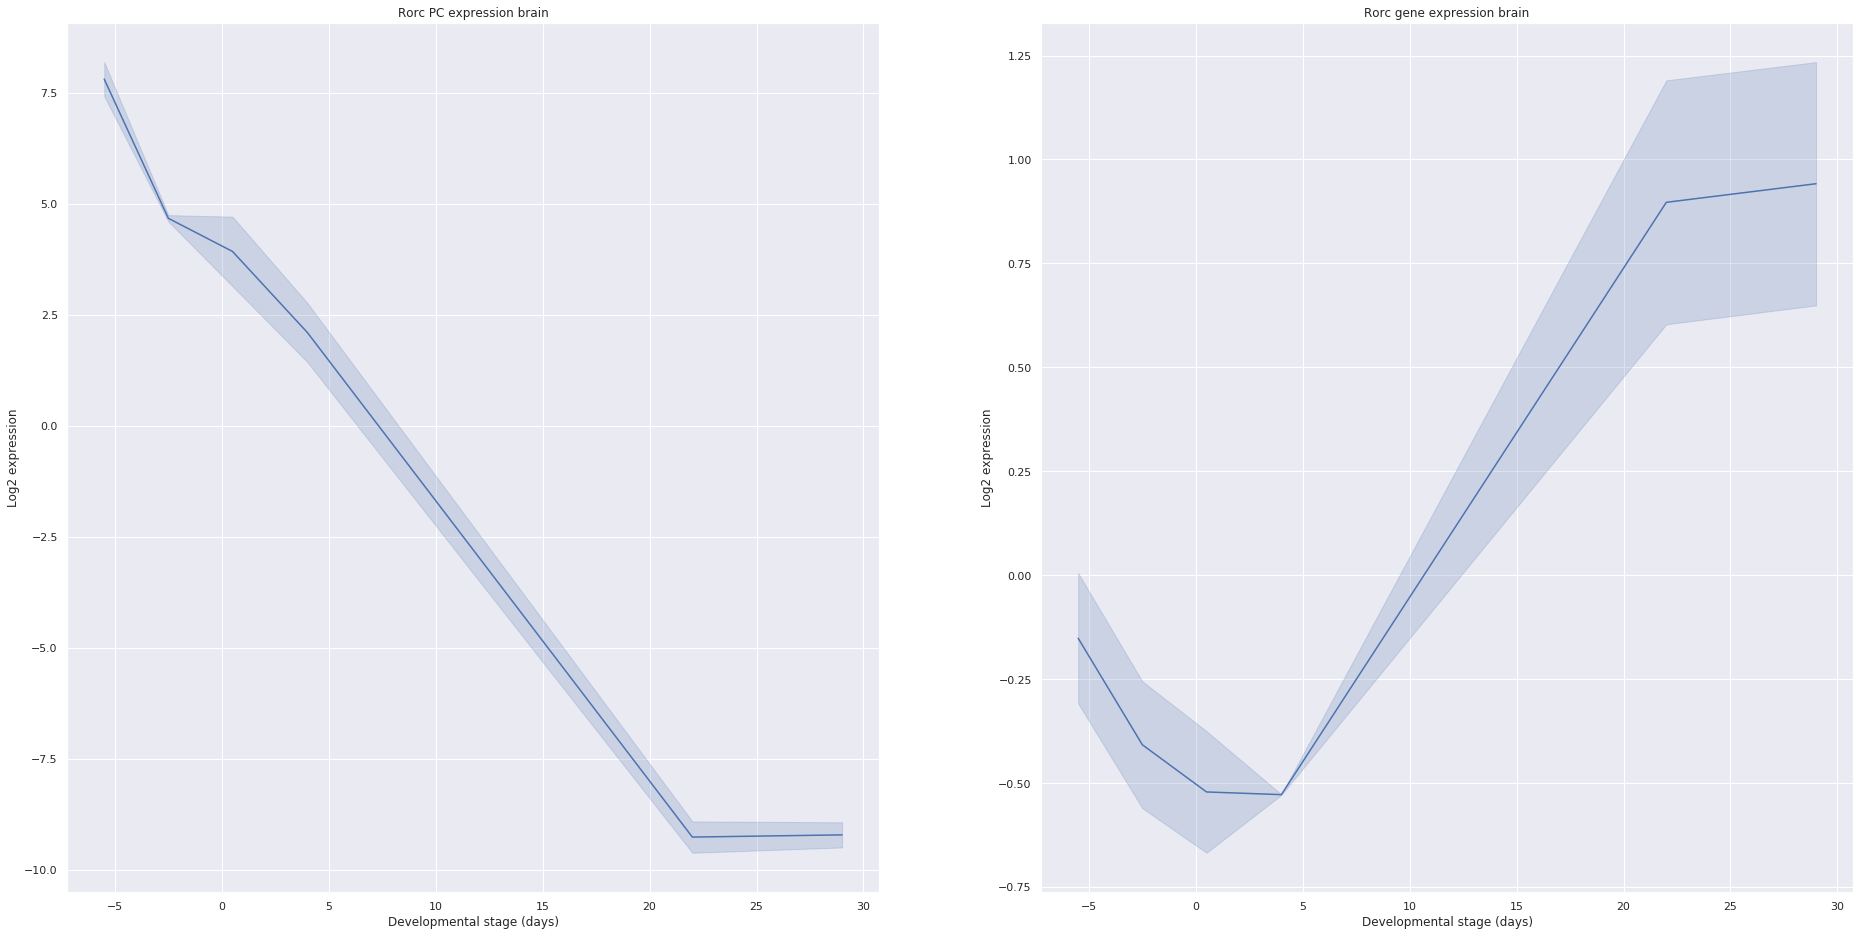 Rorc PC expression brain
Log2 expression
7.5
5.0
2.5
0.0
−2.5
−5.0
−7.5
−10.0
−5 0 5 10 15 20 25 30
Developmental stage (days)
Rorc gene expression brain
Log2 expression
1.25
1.00
0.75
0.50
0.25
0.00
−0.25
−0.50
−0.75
−5 0 5 10 15 20 25 30
Developmental stage (days)